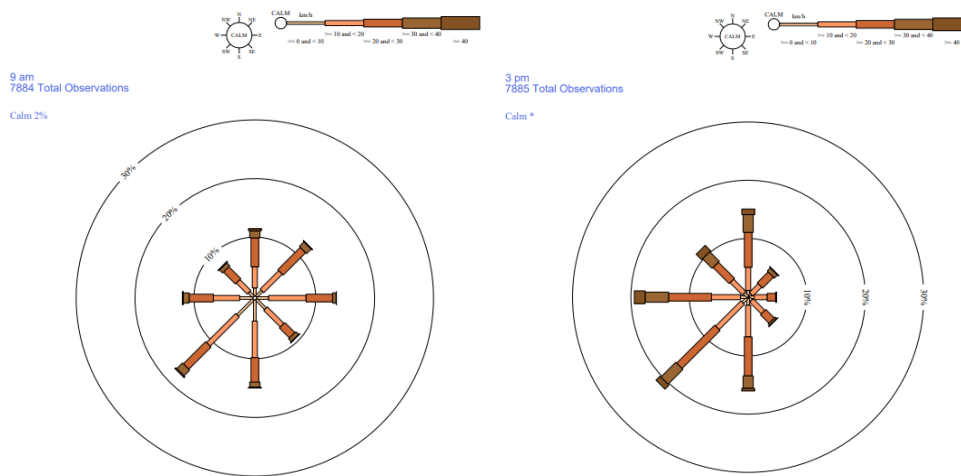 N
NW NE
W CALM E
SW SE
S
CALM km/h
>= 0 and < 10 >= 10 and < 20 >= 20 and < 30 >= 30 and < 40 >= 40
9 am
7884 Total Observations
Calm 2%
10%
20%
30%
N
NW NE
W CALM E
SW SE
S
CALM km/h
>= 0 and < 10 >= 10 and < 20 >= 20 and < 30 >= 30 and < 40 >= 40
3 pm
7885 Total Observations
Calm *
10%
20%
30%